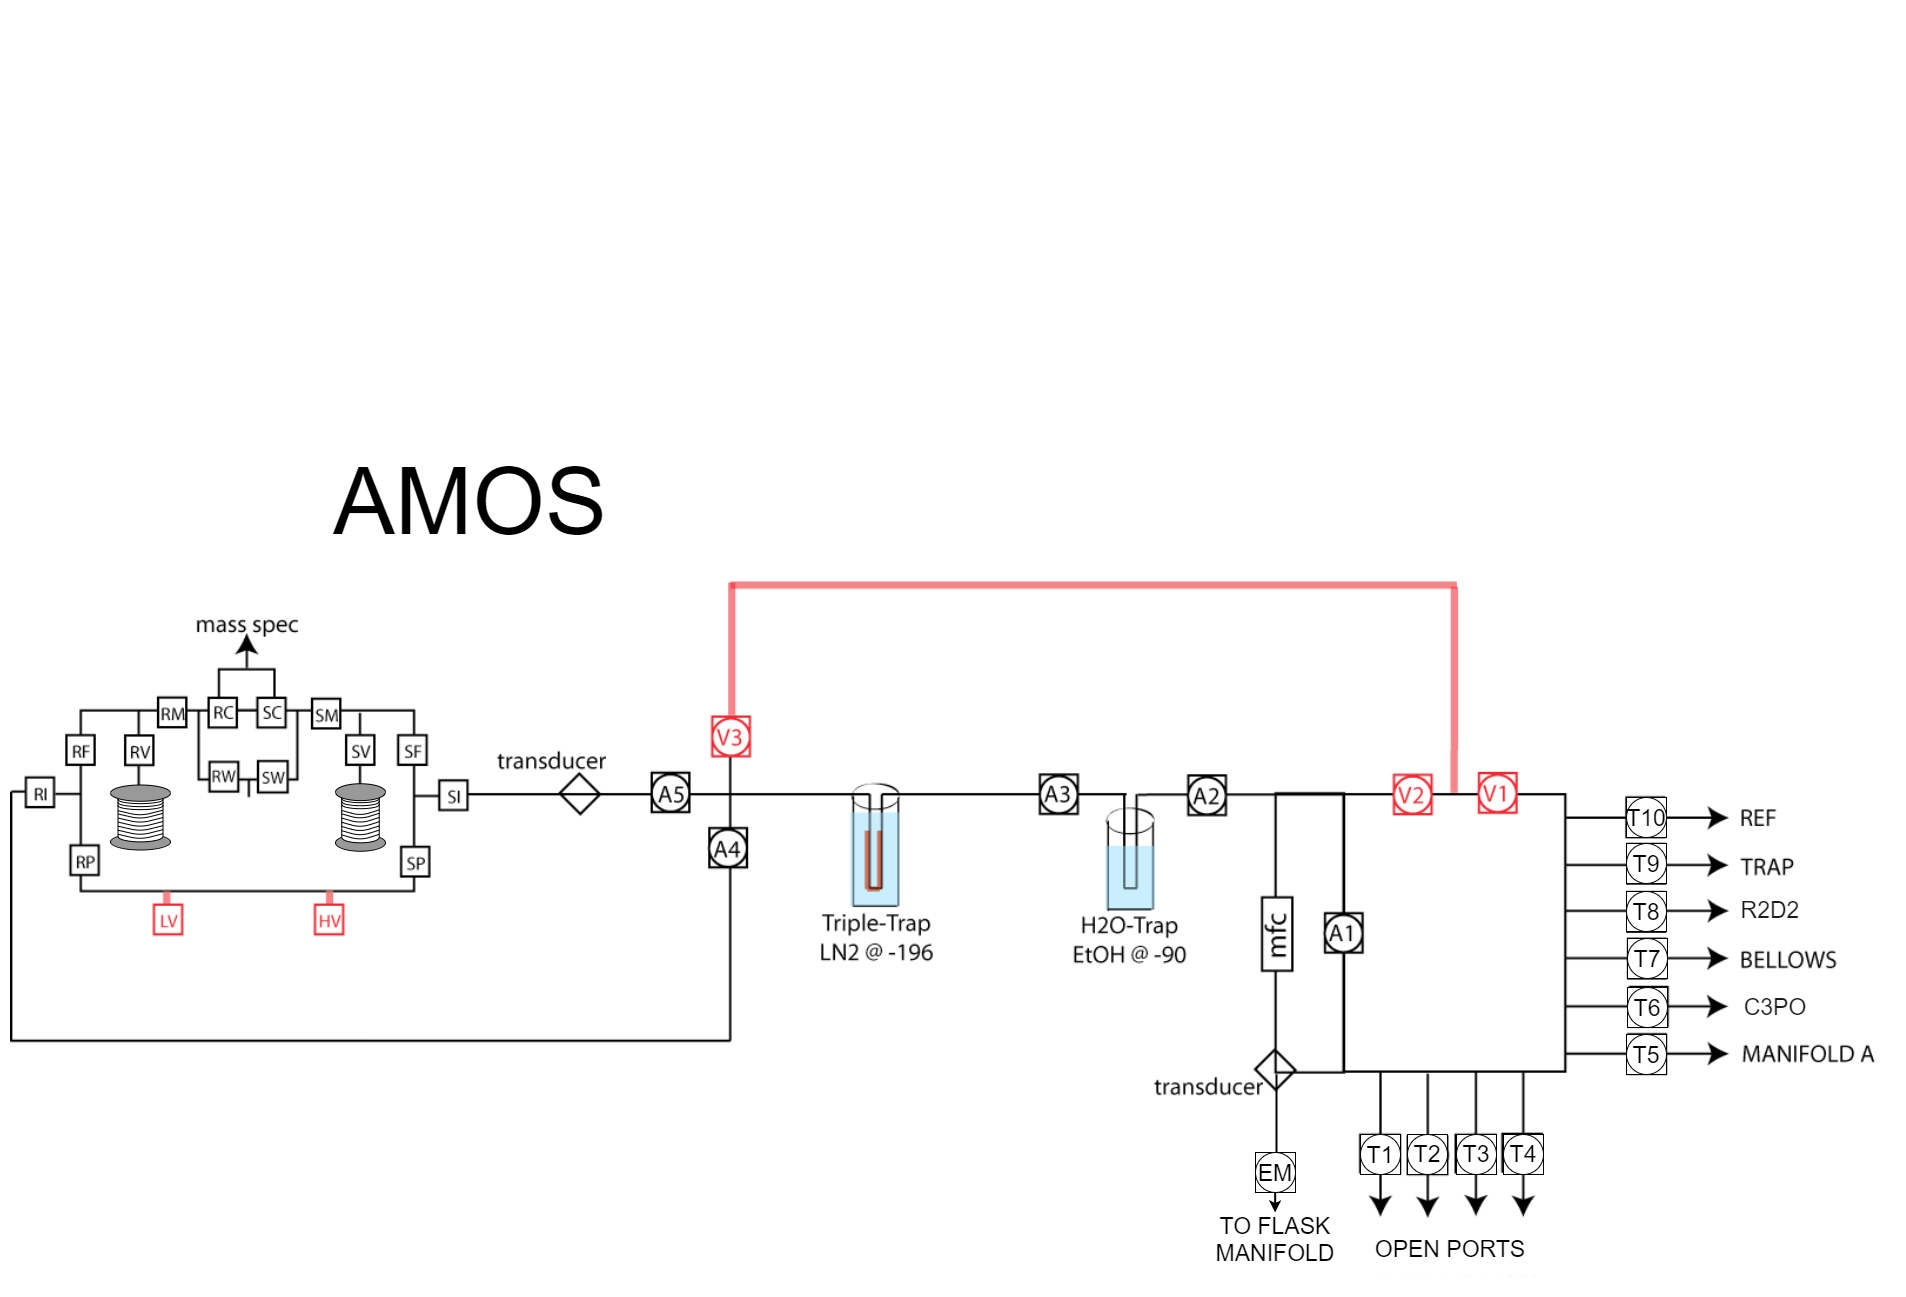 AMOS
mass spec
RM
RC
SC
SM
RF
RV
SV
SF
RW
SW
RI
SI
RP
SP
LV
HV
transducer
A5
V3
A4
Triple-Trap
LN2 @ -196
A3
H2O-Trap
EtOH @ -90
A2
mfc
A1
V2
V1
transducer
EM
TO FLASK
MANIFOLD
T1
T2
T3
T4
OPEN PORTS
T10 REF
T9 TRAP
T8 R2D2
T7 BELLOWS
T6 C3PO
T5 MANIFOLD A